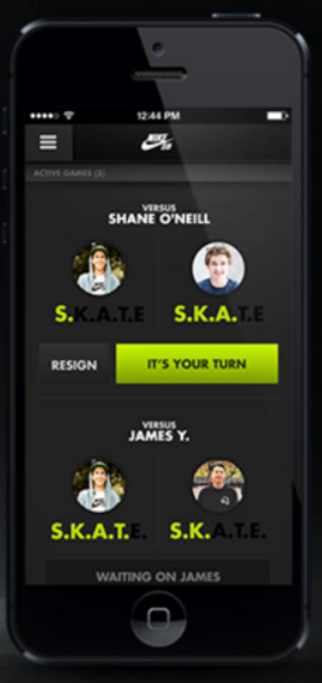 12:44 PM
NIKE SB
ACTIVE GAMES (3)
VERSUS
SHANE O'NEILL
S.K.A.T.E S.K.A.T.E
RESIGN IT'S YOUR TURN
VERSUS
JAMES Y.
S.K.A.T.E. S.K.A.T.E.
WAITING ON JAMES